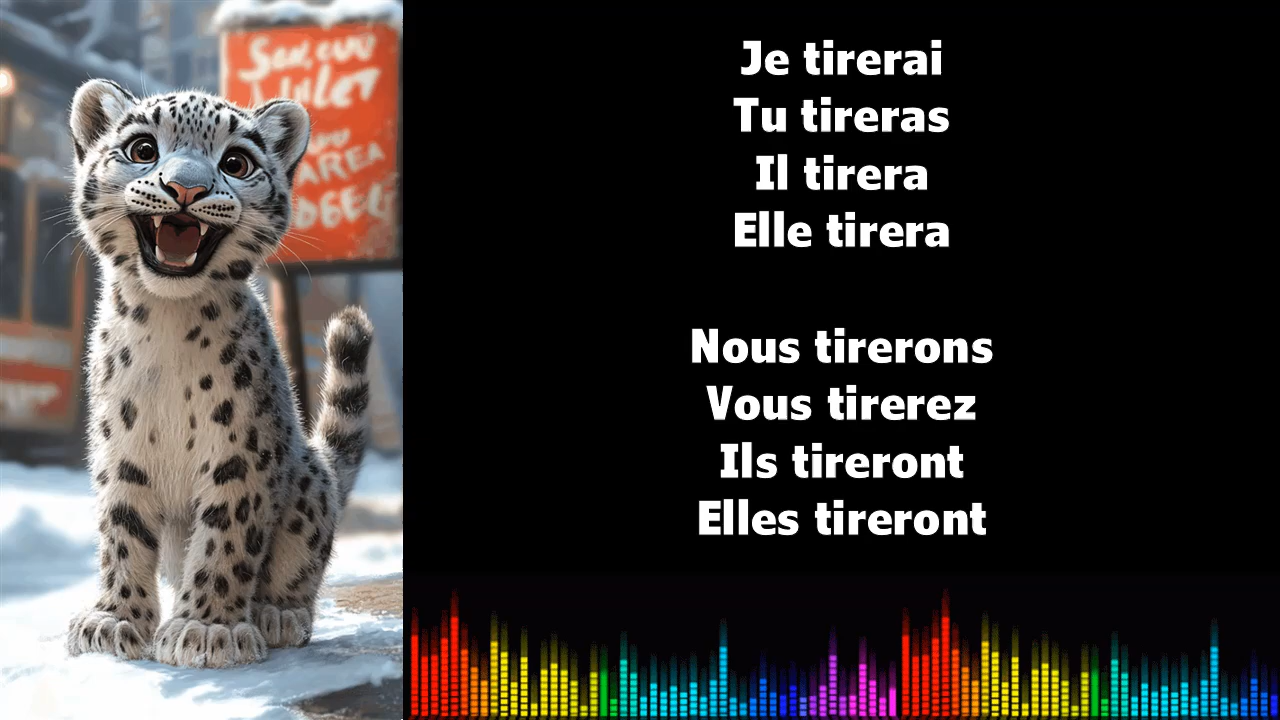 Je tirerai
Tu tireras
Il tirera
Elle tirera
Nous tirerons
Vous tirerez
Ils tireront
Elles tireront